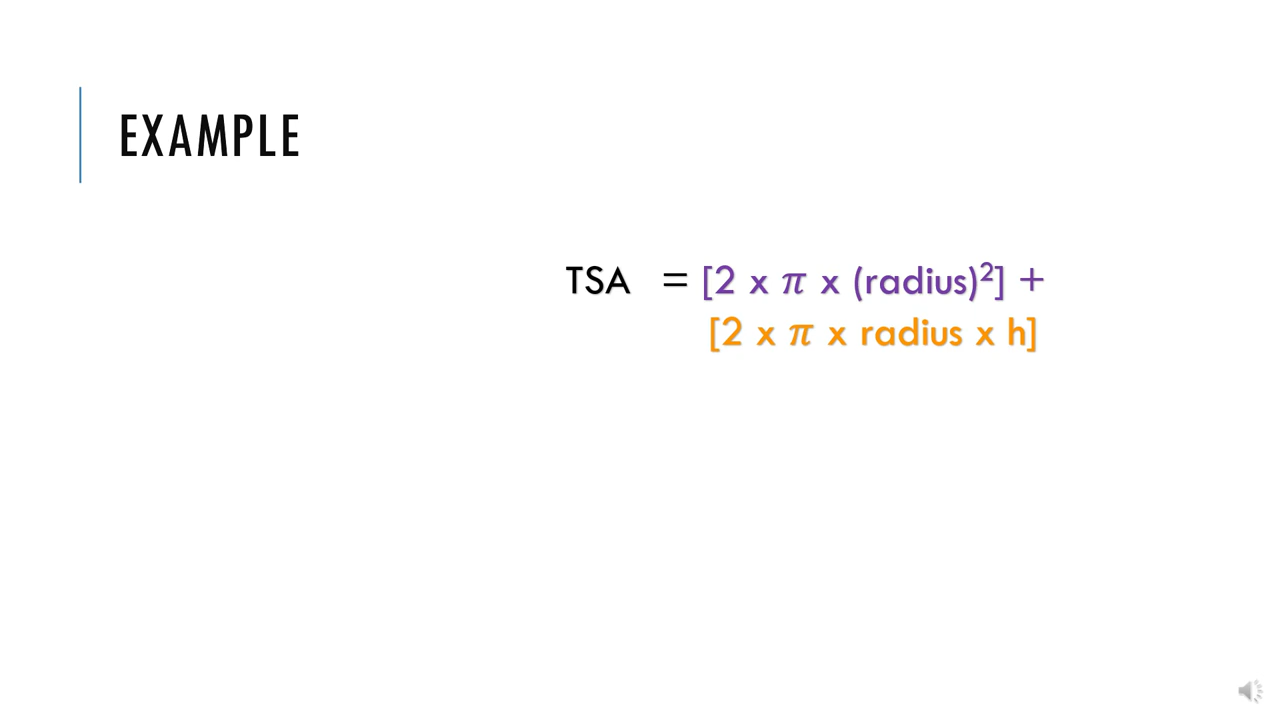 EXAMPLE
TSA = [2 x π x (radius)²] +
[2 x π x radius x h]